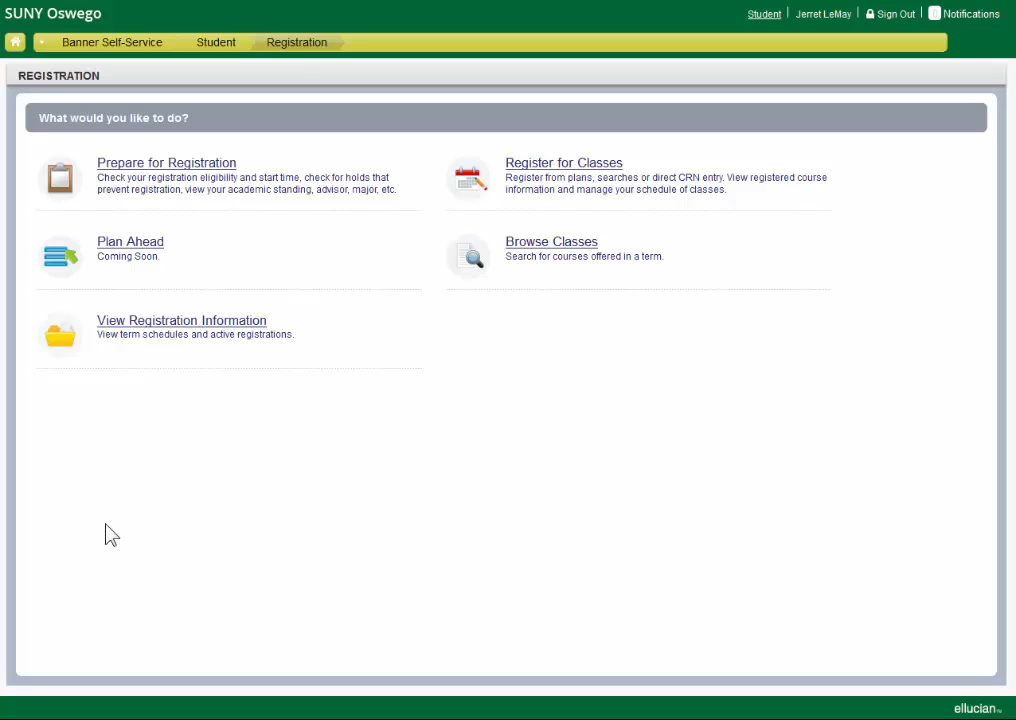 SUNY Oswego
Student Jerret LeMay Sign Out Notifications
Banner Self-Service Student Registration
REGISTRATION
What would you like to do?
Prepare for Registration
Check your registration eligibility and start time, check for holds that
prevent registration, view your academic standing, advisor, major, etc.
Register for Classes
Register from plans, searches or direct CRN entry. View registered course
information and manage your schedule of classes.
Plan Ahead
Coming Soon.
Browse Classes
Search for courses offered in a term.
View Registration Information
View term schedules and active registrations.
ellucian